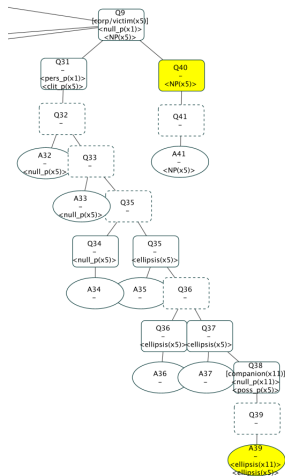 Q9
[corp/victim(x5)]
<null_p(x1)>
<NP(x5)>
Q31
–
<pers_p(x1)>
<clit_p(x5)>
Q40
–
<NP(x5)>
Q32
–
Q41
–
A32
–
<null_p(x5)>
Q33
–
A41
–
<NP(x5)>
A33
–
<null_p(x5)>
Q35
–
Q34
–
<null_p(x5)>
Q35
–
<ellipsis(x5)>
A34
–
A35
–
Q36
–
Q36
–
<ellipsis(x5)>
Q37
–
<ellipsis(x5)>
A36
–
A37
–
Q38
[companion(x11)]
<null_p(x11)>
<poss_p(x5)>
Q39
–
A39
–
<ellipsis(x11)>
<ellipsis(x5)>